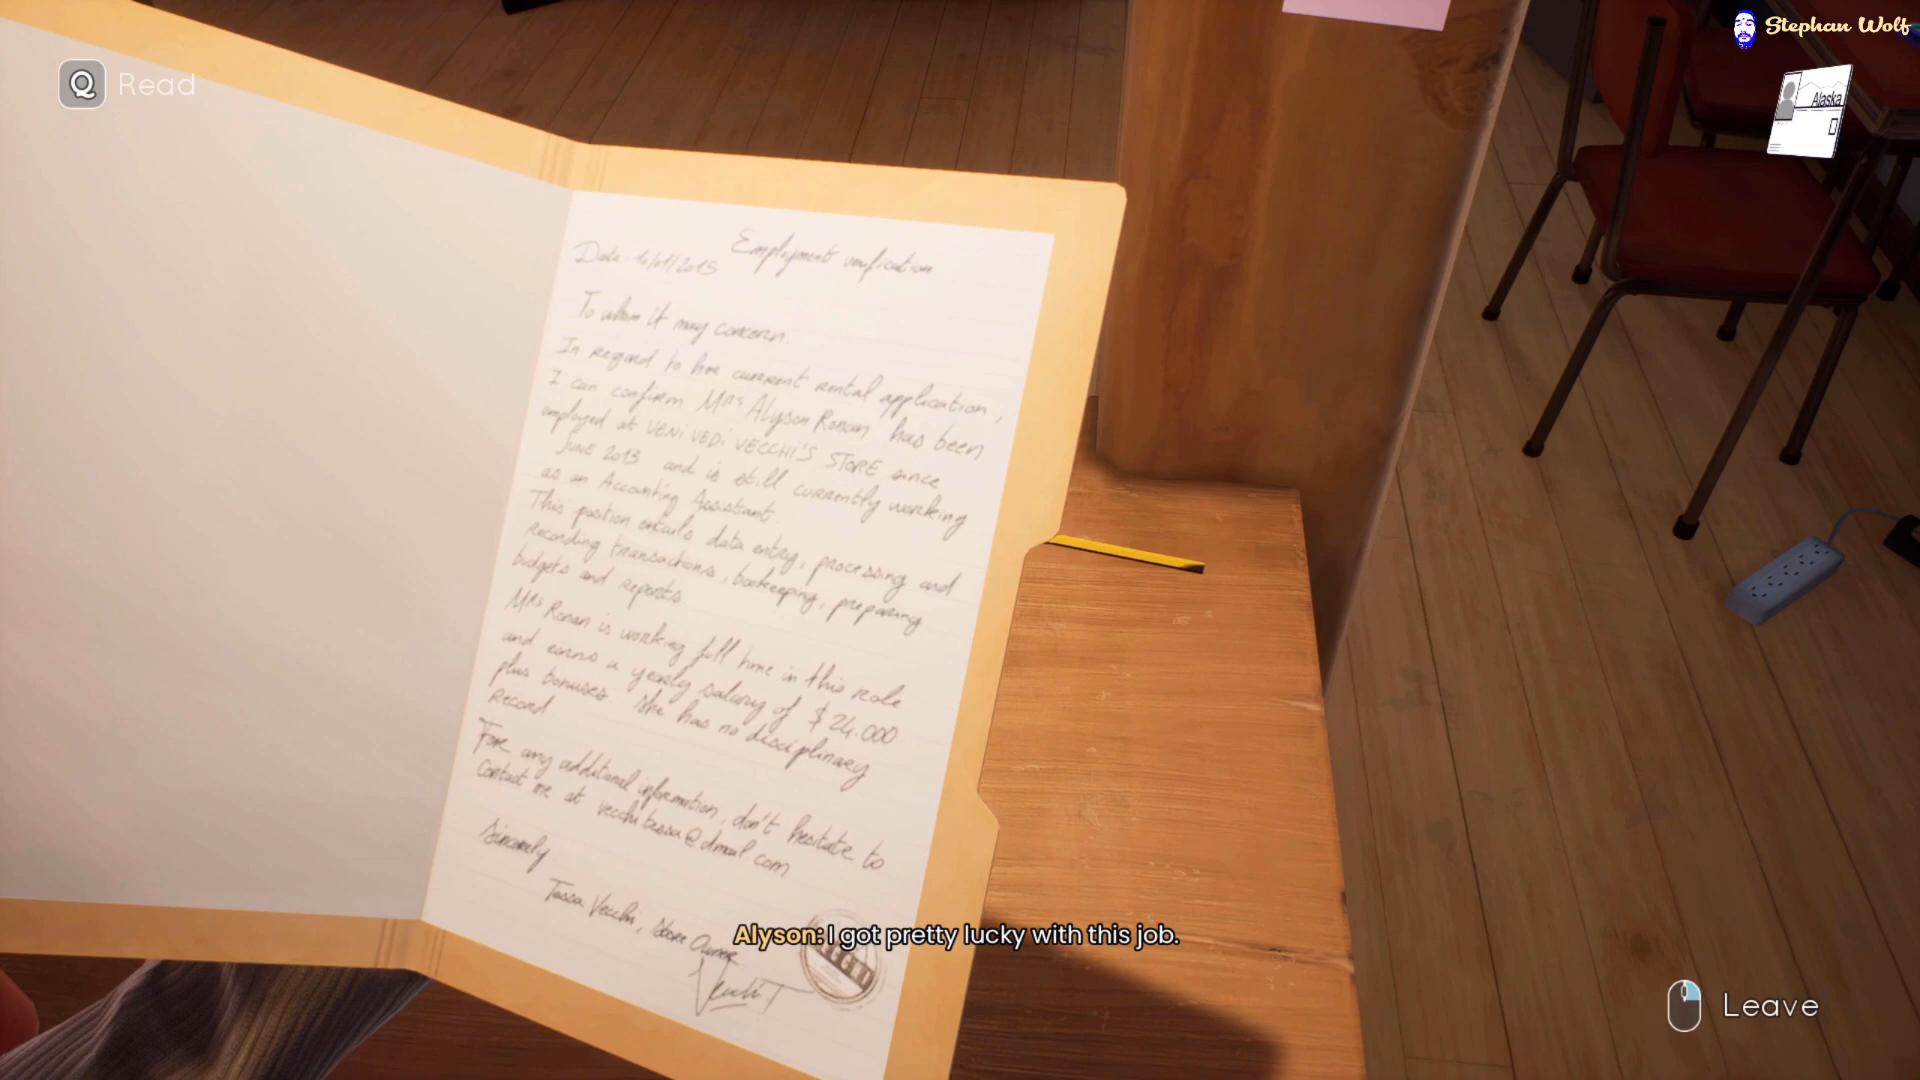 Stephan Wolf
Q Read
Alaska
Employment verification
Date 10/01/2015
To whom it may concern.
In regard to her current rental application,
I can confirm Mrs Alyson Ronan has been
employed at VENI VEDI VECCHI'S STORE since
JUNE 2013 and is still currently working
as an Accounting Assistant.
This position entails data entry, processing and
recording transactions, bookeeping, preparing
budgets and reports
Mrs Ronan is working full time in this role
and earns a yearly salary of $24.000
plus bonuses She has no disciplinary
record
For any additional information, don't hesitate to
contact me at vecchitessa@dmail.com
Sincerely
Tessa Vecchi, Store Owner
Alyson: I got pretty lucky with this job.
Leave